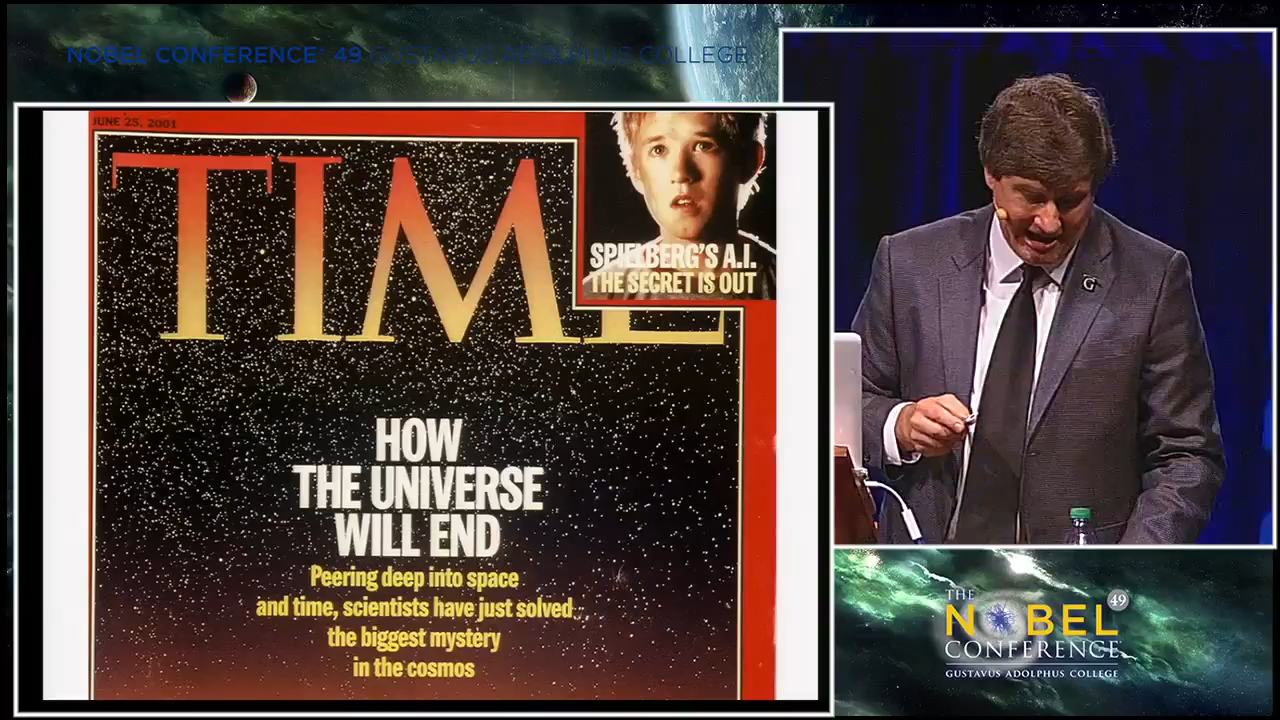 NOBEL CONFERENCE® 49 GUSTAVUS ADOLPHUS COLLEGE
JUNE 25, 2001
TIME
SPIELBERG'S A.I.
THE SECRET IS OUT
HOW
THE UNIVERSE
WILL END
Peering deep into space
and time, scientists have just solved
the biggest mystery
in the cosmos
G
THE
NOBEL 49
CONFERENCE
GUSTAVUS ADOLPHUS COLLEGE